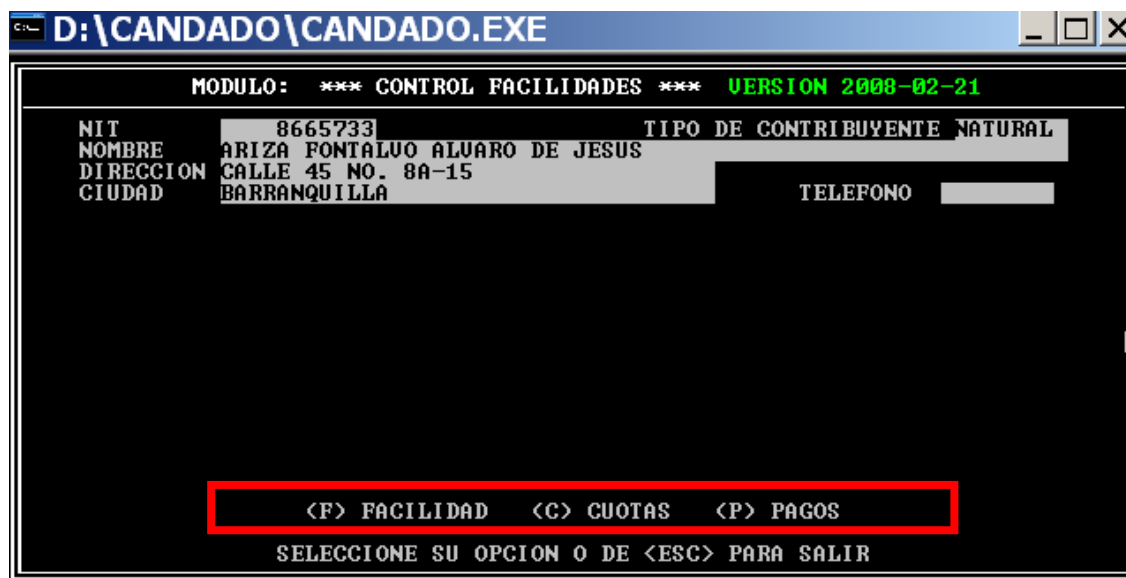 D:\CANDADO\CANDADO.EXE
MODULO: *** CONTROL FACILIDADES *** VERSION 2008-02-21
NIT 8665733 TIPO DE CONTRIBUYENTE NATURAL
NOMBRE ARIZA FONTALVO ALVARO DE JESUS
DIRECCION CALLE 45 NO. 8A-15
CIUDAD BARRANQUILLA TELEFONO
<F> FACILIDAD <C> CUOTAS <P> PAGOS
SELECCIONE SU OPCION O DE <ESC> PARA SALIR